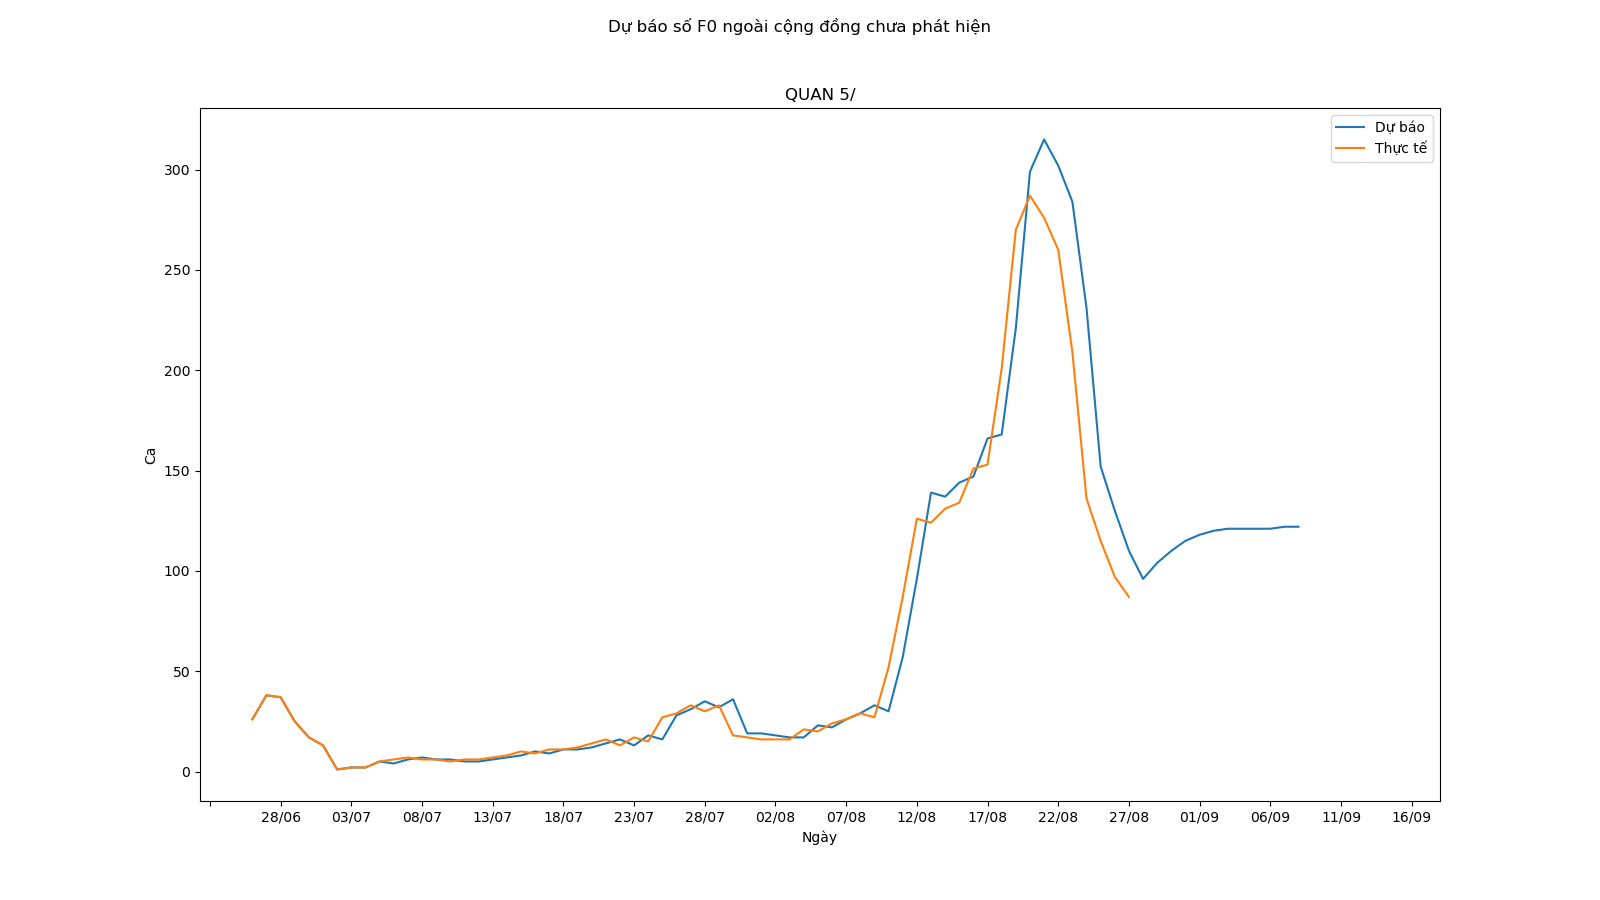 Dự báo số F0 ngoài cộng đồng chưa phát hiện
QUAN 5/
Dự báo
Thực tế
300
250
200
150
100
50
0
Ca
28/06 03/07 08/07 13/07 18/07 23/07 28/07 02/08 07/08 12/08 17/08 22/08 27/08 01/09 06/09 11/09 16/09
Ngày